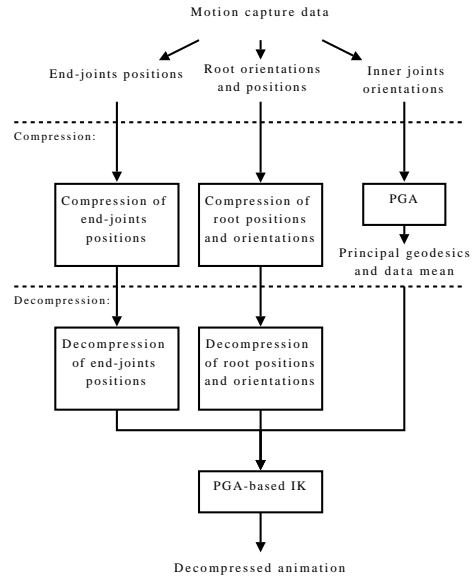 Motion capture data
End-joints positions
Root orientations
and positions
Inner joints
orientations
Compression:
Compression of
end-joints
positions
Compression of
root positions
and orientations
PGA
Principal geodesics
and data mean
Decompression:
Decompression
of end-joints
positions
Decompression
of root positions
and orientations
PGA-based IK
Decompressed animation